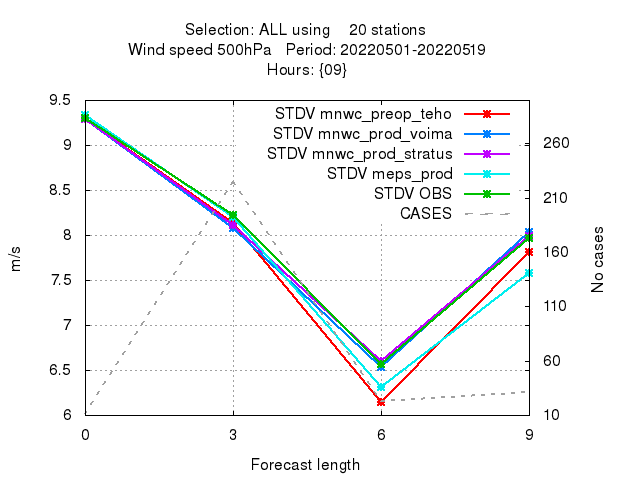 Selection: ALL using    20 stations
Wind speed 500hPa   Period: 20220501-20220519
Hours: {09}
STDV mnwc_preop_teho
STDV mnwc_prod_voima
STDV mnwc_prod_stratus
STDV meps_prod
STDV OBS
CASES
9.5
9
8.5
8
7.5
7
6.5
6
m/s
260
210
160
110
60
10
No cases
0 3 6 9
Forecast length